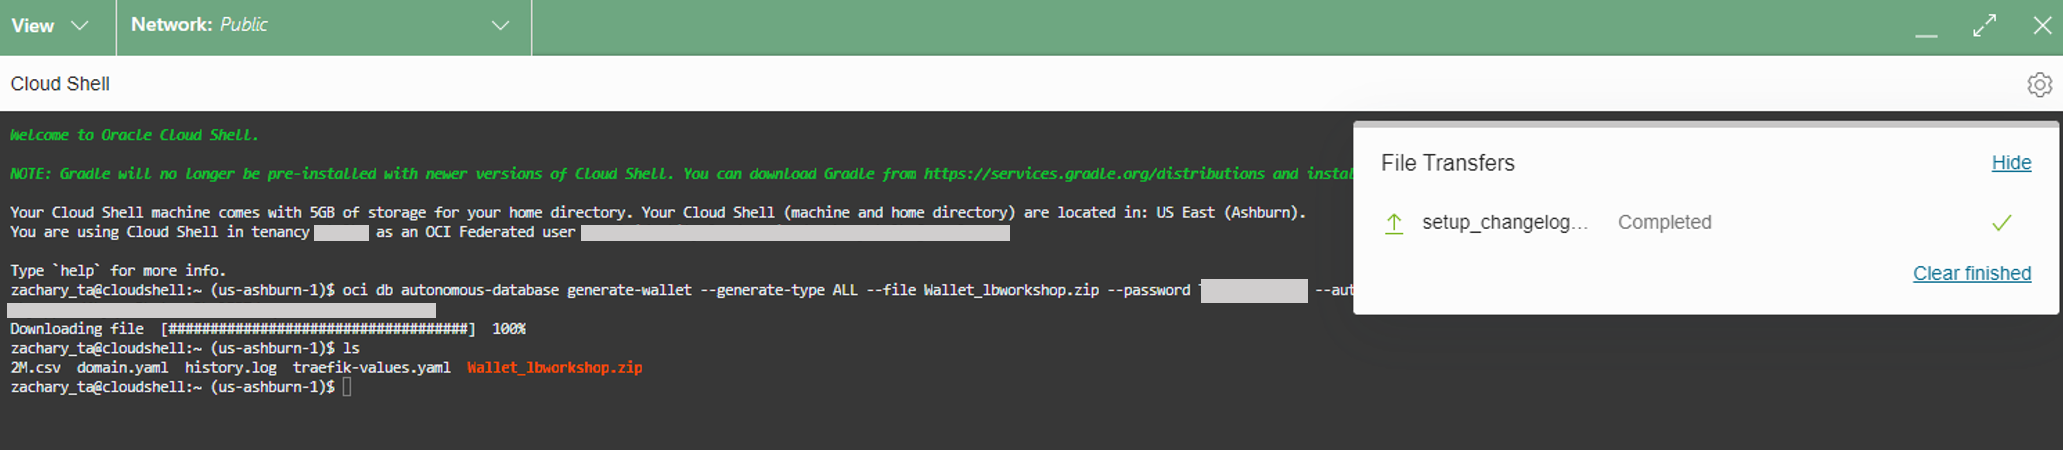 View
Network: Public
Cloud Shell
Welcome to Oracle Cloud Shell.
NOTE: Gradle will no longer be pre-installed with newer versions of Cloud Shell. You can download Gradle from https://services.gradle.org/distributions and instal
Your Cloud Shell machine comes with 5GB of storage for your home directory. Your Cloud Shell (machine and home directory) are located in: US East (Ashburn).
You are using Cloud Shell in tenancy as an OCI Federated user
Type `help` for more info.
zachary_ta@cloudshell:~ (us-ashburn-1)$ oci db autonomous-database generate-wallet --generate-type ALL --file Wallet_lbworkshop.zip --password --aut
Downloading file [####################################] 100%
zachary_ta@cloudshell:~ (us-ashburn-1)$ ls
2M.csv domain.yaml history.log traefik-values.yaml Wallet_lbworkshop.zip
zachary_ta@cloudshell:~ (us-ashburn-1)$
File Transfers
Hide
setup_changelog... Completed
Clear finished